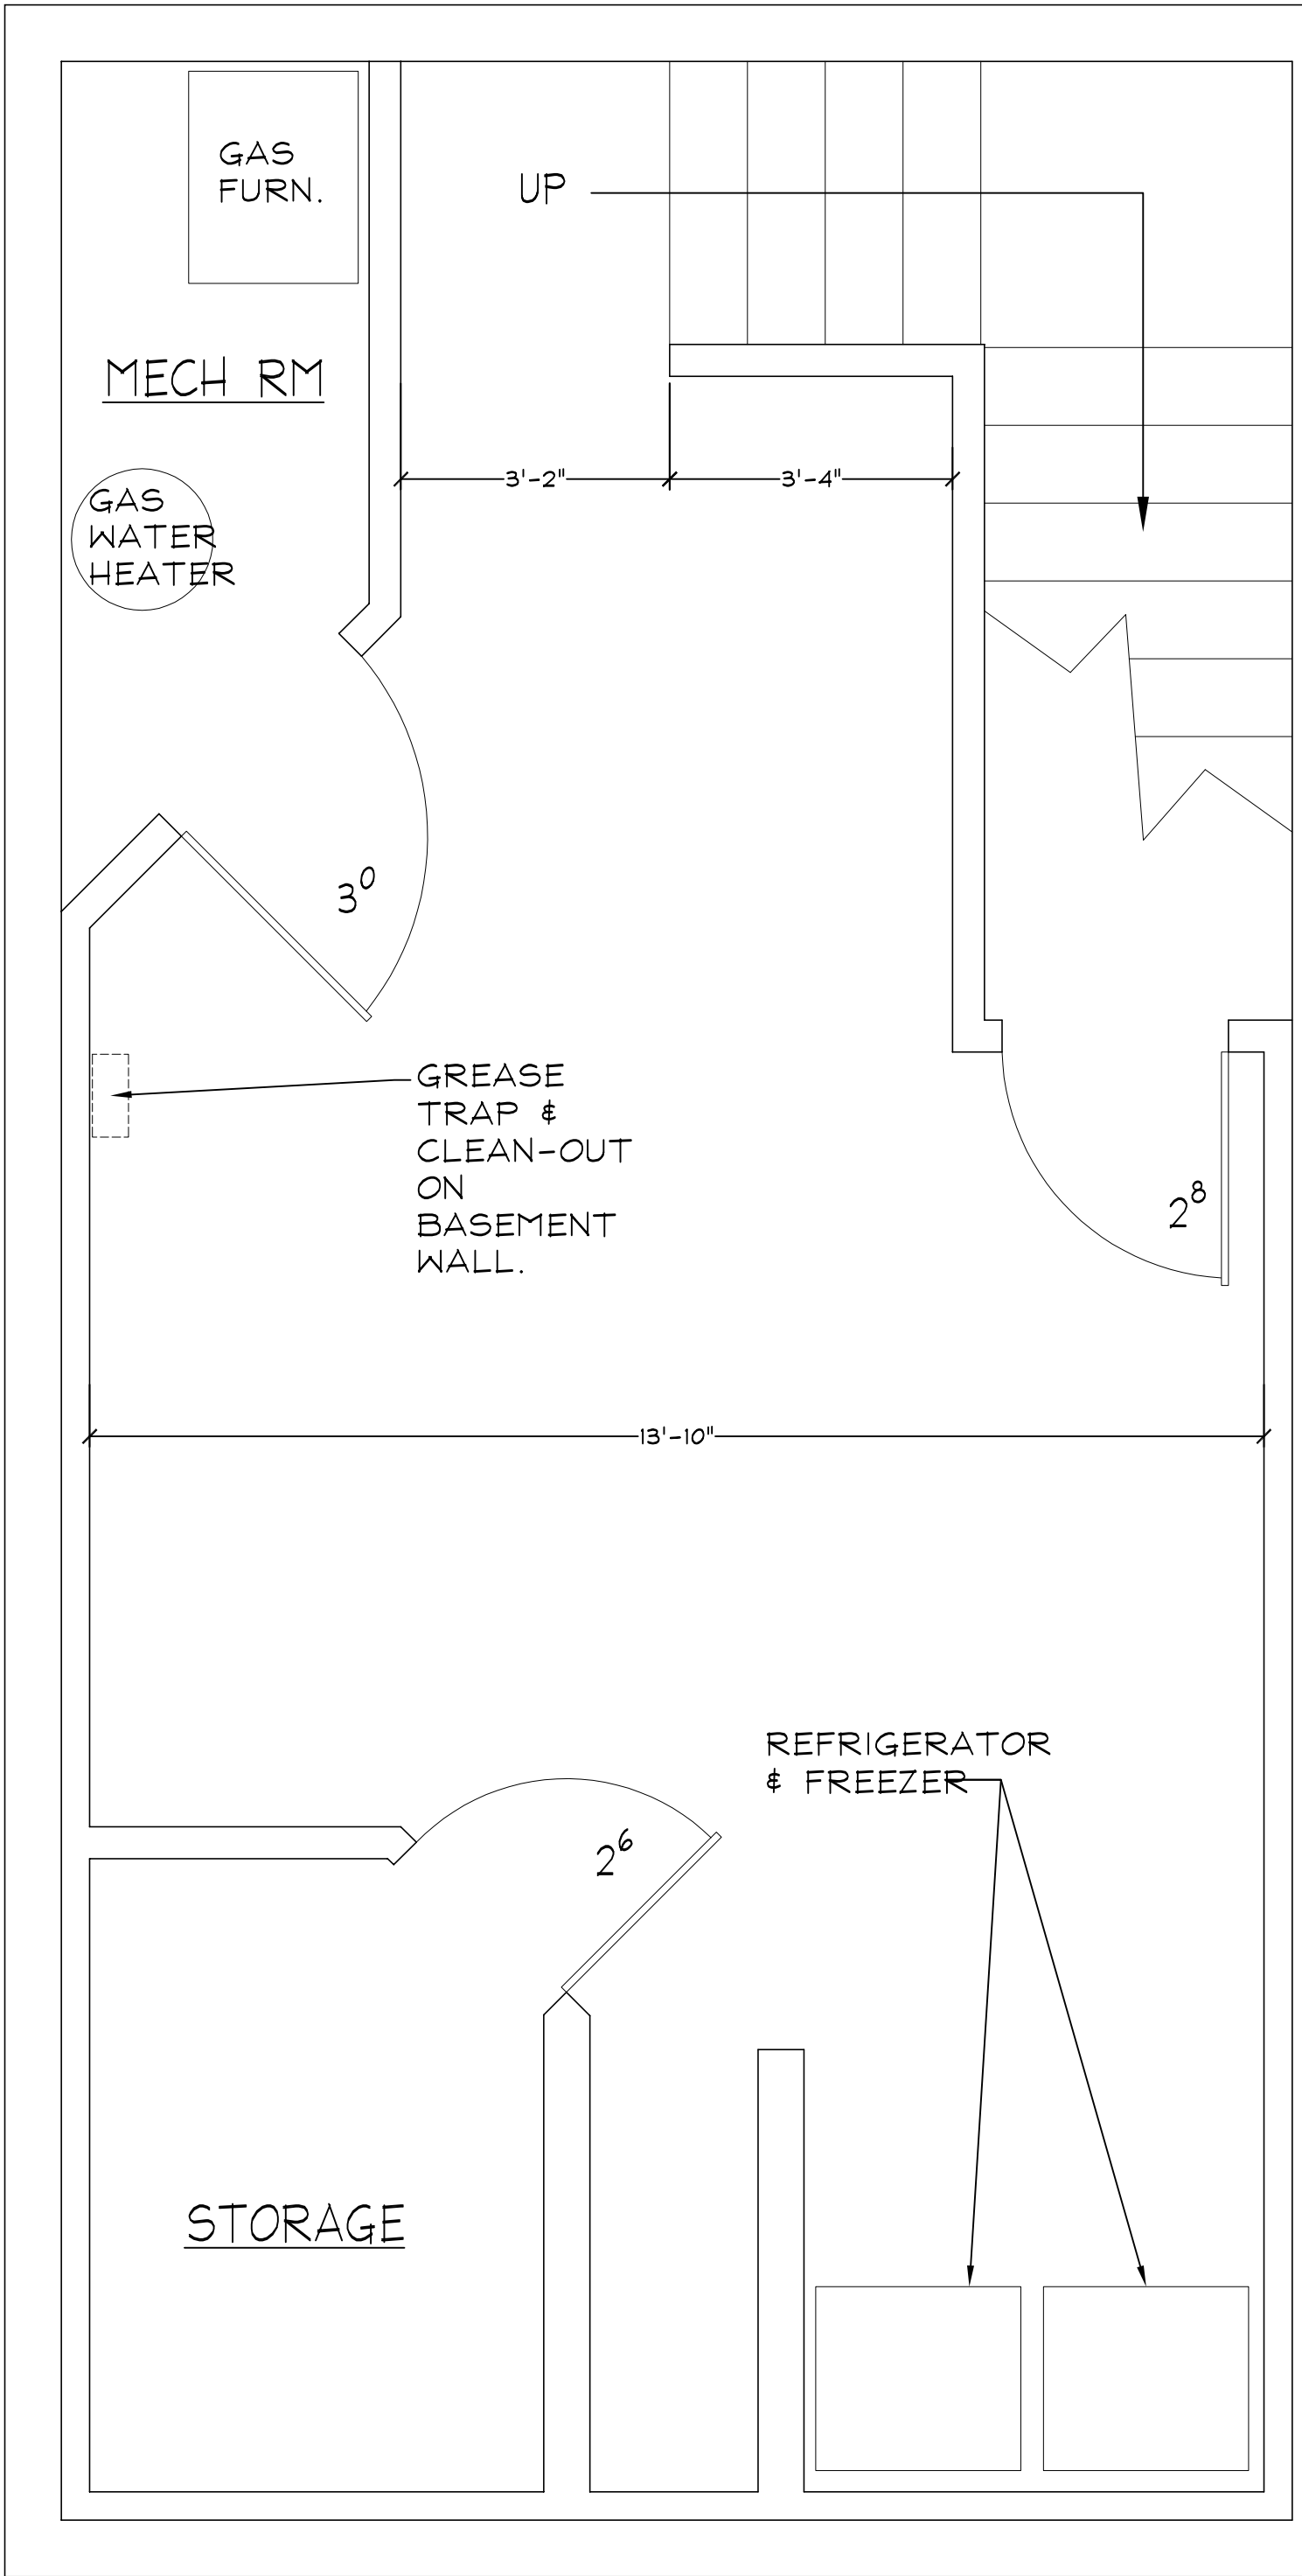 GAS
FURN.
UP
MECH RM
3'-2"
3'-4"
GAS
WATER
HEATER
3⁰
GREASE
TRAP &
CLEAN-OUT
ON
BASEMENT
WALL.
2⁸
13'-10"
REFRIGERATOR
& FREEZER
2⁶
STORAGE